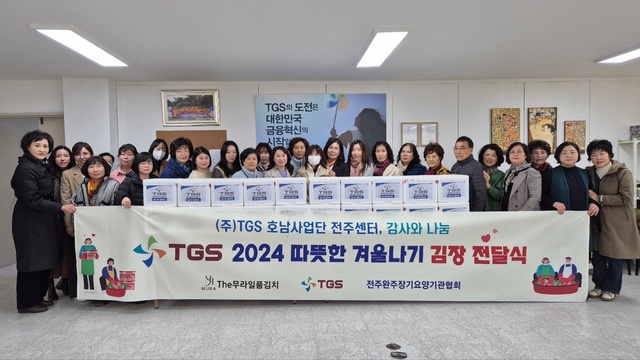 TGS의 도전은
대한민국
금융혁신의
시작
(주)TGS 호남사업단 전주센터, 감사와 나눔
TGS 2024 따뜻한 겨울나기 김장 전달식
MURA The무라일품김치 TGS 전주완주장기요양기관협회